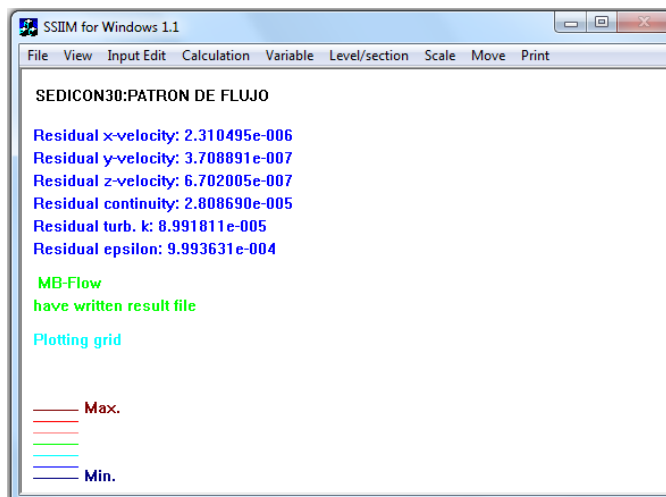 SSIIM for Windows 1.1
File View Input Edit Calculation Variable Level/section Scale Move Print
SEDICON30:PATRON DE FLUJO
Residual x-velocity: 2.310495e-006
Residual y-velocity: 3.708891e-007
Residual z-velocity: 6.702005e-007
Residual continuity: 2.808690e-005
Residual turb. k: 8.991811e-005
Residual epsilon: 9.993631e-004
MB-Flow
have written result file
Plotting grid
Max.
Min.